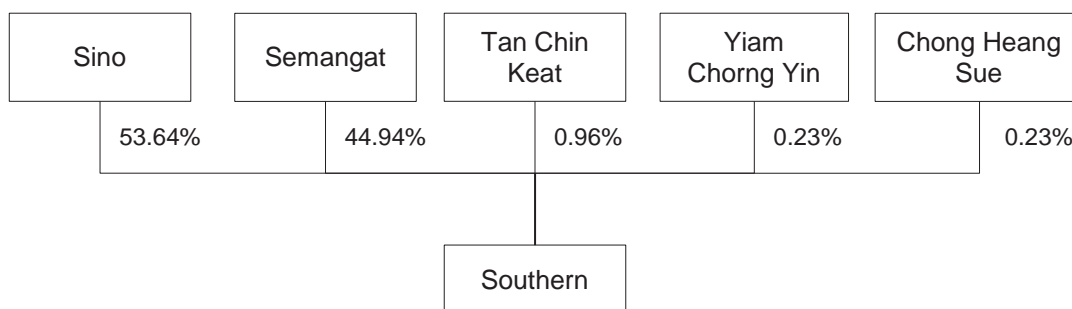 Sino
Semangat
Tan Chin
Keat
Yiam
Chorng Yin
Chong Heang
Sue
53.64%
44.94%
0.96%
0.23%
0.23%
Southern